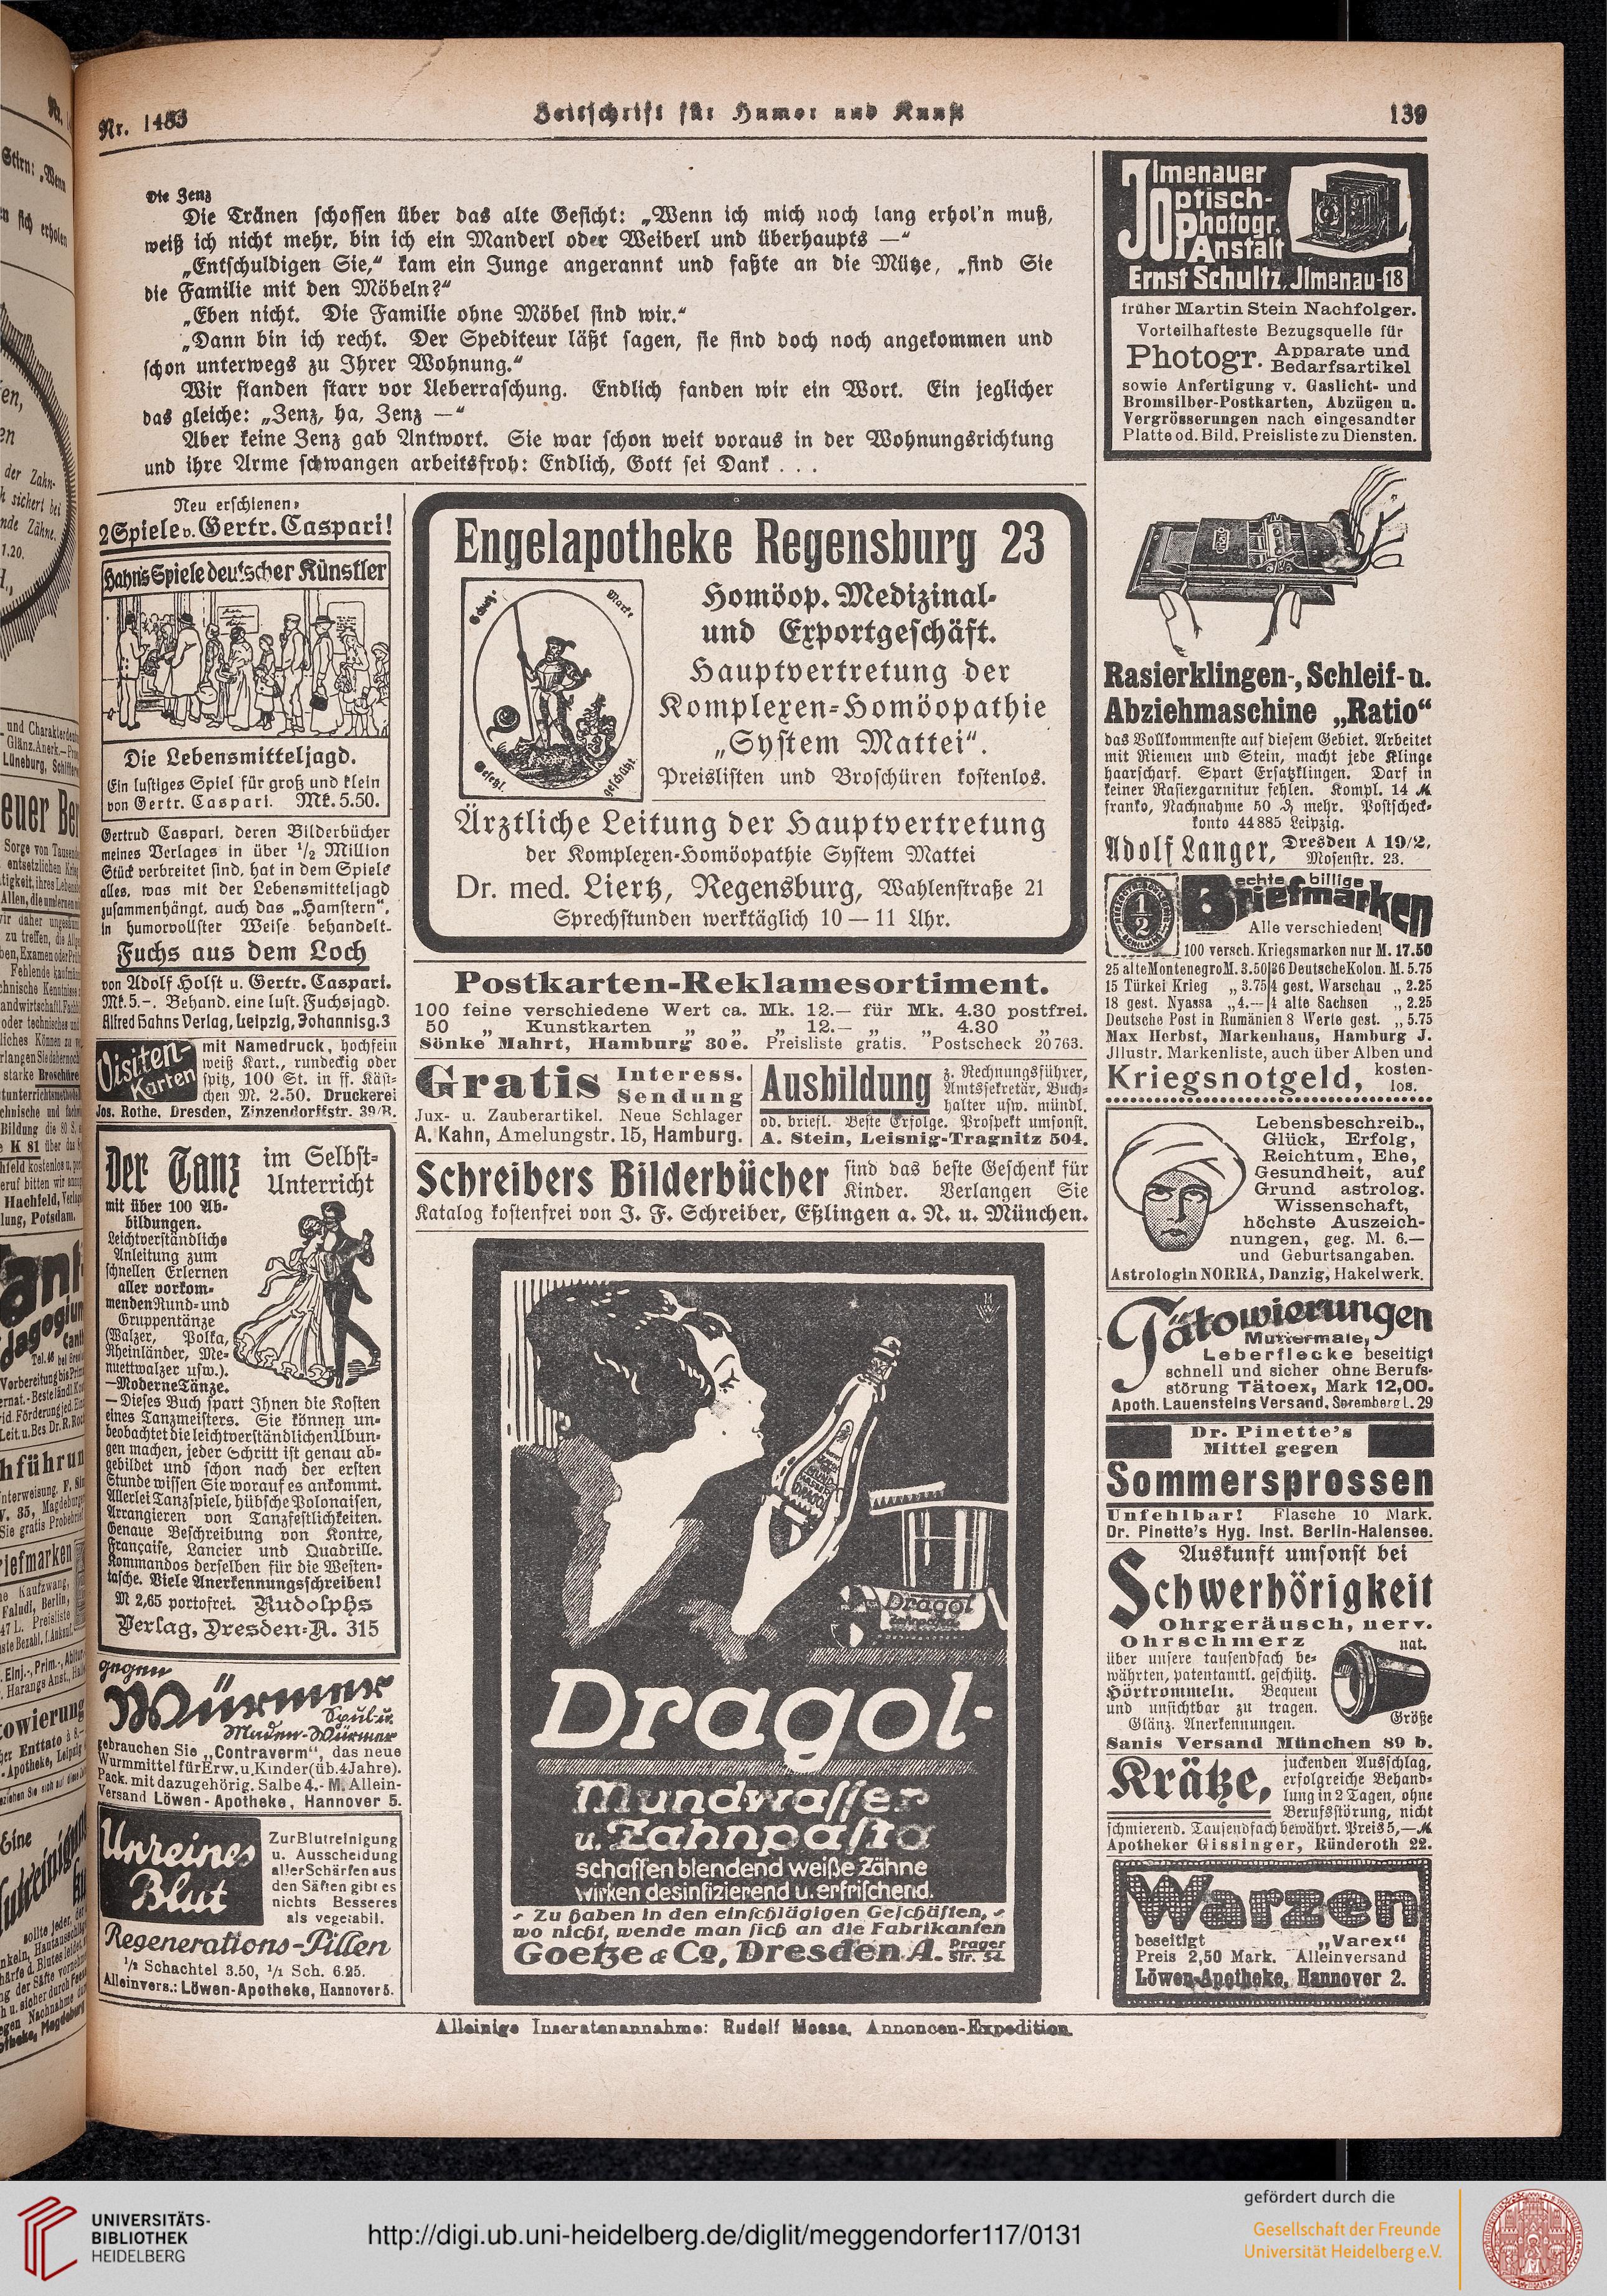 Nr. 1483
Zeitschrift für Humor und Kunst
139
Die Zenz
Die Tränen schossen über das alte Gesicht: „Wenn ich mich noch lang erhol'n muß,
weiß ich nicht mehr, bin ich ein Manderl oder Weiberl und überhaupts —“
„Entschuldigen Sie,“ kam ein Junge angerannt und faßte an die Mütze, „sind Sie
die Familie mit den Möbeln?“
„Eben nicht. Die Familie ohne Möbel sind wir.“
„Dann bin ich recht. Der Spediteur läßt sagen, sie sind doch noch angekommen und
schon unterwegs zu Ihrer Wohnung.“
Wir standen starr vor Ueberraschung. Endlich fanden wir ein Wort. Ein jeglicher
das gleiche: „Zenz, ha, Zenz —“
Aber keine Zenz gab Antwort. Sie war schon weit voraus in der Wohnungsrichtung
und ihre Arme schwangen arbeitsfroh: Endlich, Gott sei Dank . . .
Neu erschienen:
2 Spiele v. Gertr. Caspari!
Hahns Spiele deutscher Künstler
Die Lebensmitteljagd.
Ein lustiges Spiel für groß und klein
von Gertr. Caspari. Mk. 5.50.
Gertrud Caspari, deren Bilderbücher
meines Verlages in über 1/2 Million
Stück verbreitet sind, hat in dem Spiele
alles, was mit der Lebensmitteljagd
zusammenhängt, auch das „Hamstern“,
in humorvollster Weise behandelt.
Fuchs aus dem Loch
von Adolf Holst u. Gertr. Caspari.
Mk. 5.-. Behand. eine lust. Fuchsjagd.
Alfred Hahns Verlag, Leipzig, Johannisg. 3
Visiten-
Karten
mit Namedruck, hochfein
weiß Kart., rundeckig oder
spitz, 100 St. in ff. Käst-
chen M. 2.50. Druckerei
Jos. Rothe, Dresden, Zinzendorfstr. 39/R.
Der Tanz im Selbst-
Unterricht
mit über 100 Ab-
bildungen.
Leichtverständliche
Anleitung zum
schnellen Erlernen
aller vorkom-
menden Rund- und
Gruppentänze
(Walzer, Polka,
Rheinländer, Me-
nuettwalzer usw.).
—Moderne Tänze.
— Dieses Buch spart Ihnen die Kosten
eines Tanzmeisters. Sie können un-
beobachtet die leichtverständlichen Übun-
gen machen, jeder Schritt ist genau ab-
gebildet und schon nach der ersten
Stunde wissen Sie worauf es ankommt.
Allerlei Tanzspiele, hübsche Polonaisen,
Arrangieren von Tanzfestlichkeiten.
Genaue Beschreibung von Kontre,
Française, Lancier und Quadrille.
Kommandos derselben für die Westen-
tasche. Viele Anerkennungsschreiben!
M 2,65 portofrei. Rudolphs
Verlag, Dresden-A. 315
gegen
Würmer
Spul- u.
Maden-Würmer
gebrauchen Sie „Contraverm“, das neue
Wurmmittel für Erw. u. Kinder (üb. 4 Jahre).
Pack. mit dazugehörig. Salbe 4.- M. Allein-
Versand Löwen-Apotheke, Hannover 5.
Unreines
Blut
Zur Blutreinigung
u. Ausscheidung
aller Schärfen aus
den Säften gibt es
nichts Besseres
als vegetabil.
Regenerations-Pillen
1/2 Schachtel 3.50, 1/1 Sch. 6.25.
Alleinvers.: Löwen-Apotheke, Hannover 5.
Engelapotheke Regensburg 23
Schutz-
Marke
Gesetzl.
geschützt.
Homöop. Medizinal-
und Exportgeschäft.
Hauptvertretung der
Komplexen-Homöopathie
„System Mattei“.
Preislisten und Broschüren kostenlos.
Ärztliche Leitung der Hauptvertretung
der Komplexen-Homöopathie System Mattei
Dr. med. Liertz, Regensburg, Wahlenstraße 21
Sprechstunden werktäglich 10 — 11 Uhr.
Postkarten-Reklamesortiment.
100 feine verschiedene Wert ca. Mk. 12.— für Mk. 4.30 postfrei.
50 „ Kunstkarten „ „ „ 12.— „ „ 4.30 „
Sönke Mahrt, Hamburg 30 e. Preisliste gratis. Postscheck 20763.
Gratis Interess.
Sendung
Jux- u. Zauberartikel. Neue Schlager
A. Kahn, Amelungstr. 15, Hamburg.
Ausbildung z. Rechnungsführer,
Amtssekretär, Buch-
halter usw. mündl.
od. briefl. Beste Erfolge. Prospekt umsonst.
A. Stein, Leisnig-Tragnitz 504.
Schreibers Bilderbücher sind das beste Geschenk für
Kinder. Verlangen Sie
Katalog kostenfrei von J. F. Schreiber, Eßlingen a. N. u. München.
Dragol
Dragol-
Mundwasser
u. Zahnpasta
schaffen blendend weiße Zähne
wirken desinfizierend u. erfrischend.
Zu haben in den einschlägigen Geschäften,
wo nicht, wende man sich an die Fabrikanten
Goetze & Co, Dresden A. Prager
Str. 54
Ilmenauer
Optisch-
Photogr.
Anstalt
Ernst Schultz, Jlmenau-18
früher Martin Stein Nachfolger.
Vorteilhafteste Bezugsquelle für
Photogr. Apparate und
Bedarfsartikel
sowie Anfertigung v. Gaslicht- und
Bromsilber-Postkarten, Abzügen u.
Vergrösserungen nach eingesandter
Platte od. Bild. Preisliste zu Diensten.
Rasierklingen-, Schleif- u.
Abziehmaschine „Ratio“
das Vollkommenste auf diesem Gebiet. Arbeitet
mit Riemen und Stein, macht jede Klinge
haarscharf. Spart Ersatzklingen. Darf in
keiner Rasiergarnitur fehlen. Kompl. 14 ℳ
franko, Nachnahme 50 ₰ mehr. Postscheck-
konto 44885 Leipzig.
Adolf Langer, Dresden A 19/2,
Mosenstr. 23.
echte billige
Briefmarken
Alle verschieden!
100 versch. Kriegsmarken nur M. 17.50
25 alte Montenegro M. 3.50 | 36 Deutsche Kolon. M. 5.75
15 Türkei Krieg „ 3.75 | 4 gest. Warschau „ 2.25
18 gest. Nyassa „ 4.— | 4 alte Sachsen „ 2.25
Deutsche Post in Rumänien 8 Werte gest. „ 5.75
Max Herbst, Markenhaus, Hamburg J.
Jllustr. Markenliste, auch über Alben und
Kriegsnotgeld, kosten-
los.
Lebensbeschreib.,
Glück, Erfolg,
Reichtum, Ehe,
Gesundheit, auf
Grund astrolog.
Wissenschaft,
höchste Auszeich-
nungen, geg. M. 6.—
und Geburtsangaben.
Astrologin NORRA, Danzig, Hakelwerk.
Tätowierungen
Muttermale,
Leberflecke beseitigt
schnell und sicher ohne Berufs-
störung Tätoex, Mark 12,00.
Apoth. Lauensteins Versand, Spremberg L. 29
Dr. Pinette's
Mittel gegen
Sommersprossen
Unfehlbar! Flasche 10 Mark.
Dr. Pinette's Hyg. Inst. Berlin-Halensee.
Auskunft umsonst bei
Schwerhörigkeit
Ohrgeräusch, nerv.
Ohrschmerz
über unsere tausendfach be-
währten, patentamtl. geschütz.
Hörtrommeln. Bequem
und unsichtbar zu tragen.
Glänz. Anerkennungen.
nat.
Größe
Sanis Versand München 89 b.
Krätze, juckenden Ausschlag,
erfolgreiche Behand-
lung in 2 Tagen, ohne
Berufsstörung, nicht
schmierend. Tausendfach bewährt. Preis 5,—ℳ
Apotheker Gissinger, Ründeroth 22.
Warzen
beseitigt „Varex“
Preis 2,50 Mark. Alleinversand
Löwen-Apotheke, Hannover 2.
Alleinige Inseratenannahme: Rudolf Mosse, Annoncen-Expedition.
UNIVERSITÄTS-
BIBLIOTHEK
HEIDELBERG
http://digi.ub.uni-heidelberg.de/diglit/meggendorfer117/0131
gefördert durch die
Gesellschaft der Freunde
Universität Heidelberg e.V.